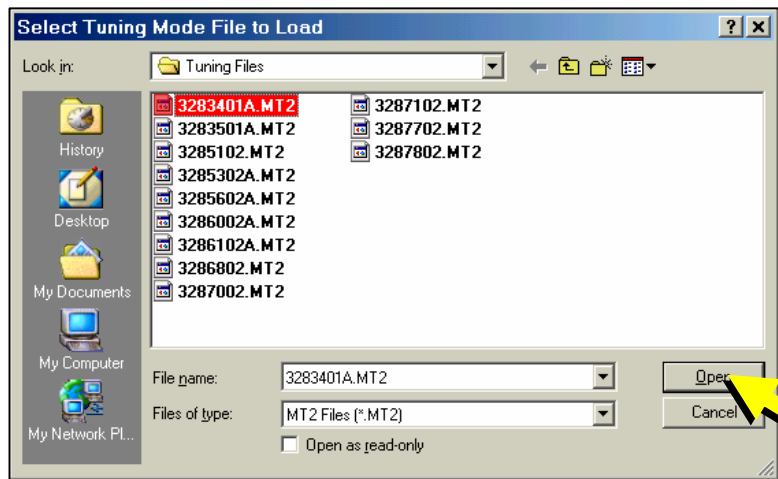 Select Tuning Mode File to Load
Look in: Tuning Files
History
Desktop
My Documents
My Computer
My Network Pl...
3283401A.MT2
3283501A.MT2
3285102.MT2
3285302A.MT2
3285602A.MT2
3286002A.MT2
3286102A.MT2
3286802.MT2
3287002.MT2
3287102.MT2
3287702.MT2
3287802.MT2
File name: 3283401A.MT2 Open
Files of type: MT2 Files (*.MT2) Cancel
Open as read-only